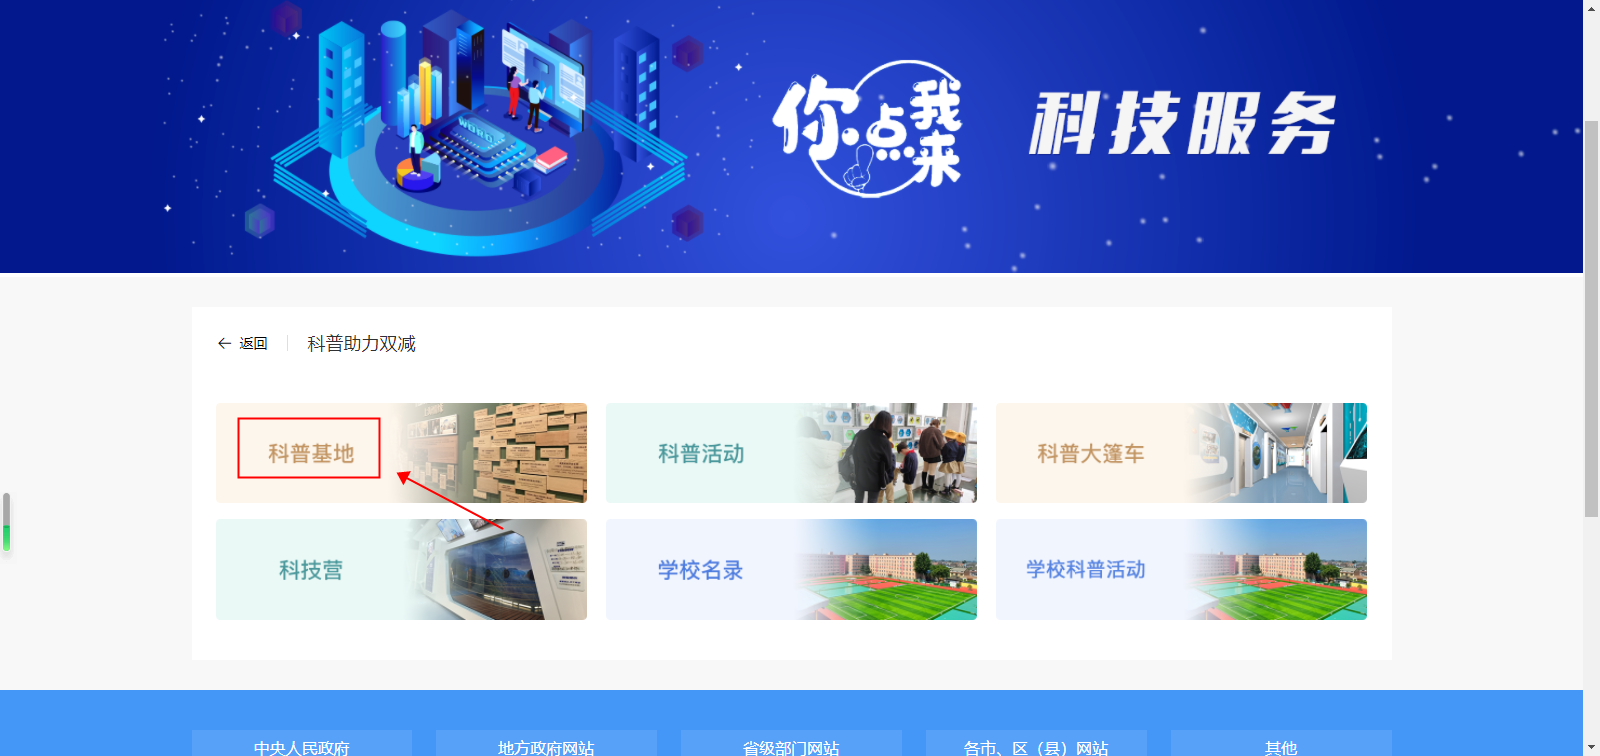 你点我来
科技服务
WORD
返回
科普助力双减
科普基地
科普活动
科普大篷车
科技营
学校名录
学校科普活动
中央人民政府
地方政府网站
省级部门网站
各市、区（县）网站
其他